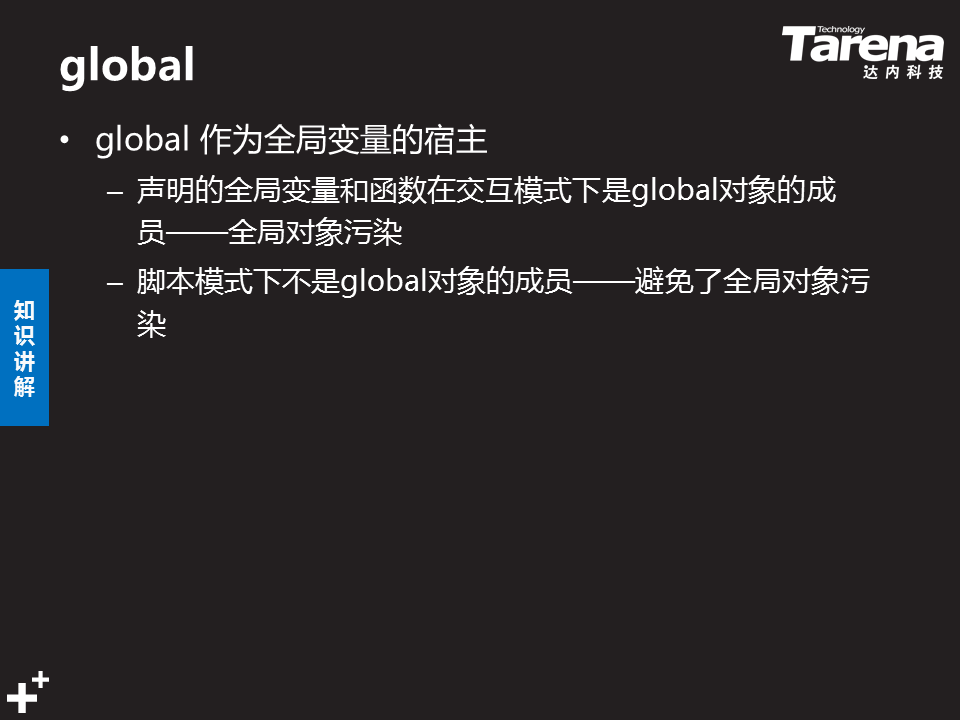 global
Technology
Tarena
达内科技
• global 作为全局变量的宿主
– 声明的全局变量和函数在交互模式下是global对象的成
员——全局对象污染
– 脚本模式下不是global对象的成员——避免了全局对象污
染
知
识
讲
解